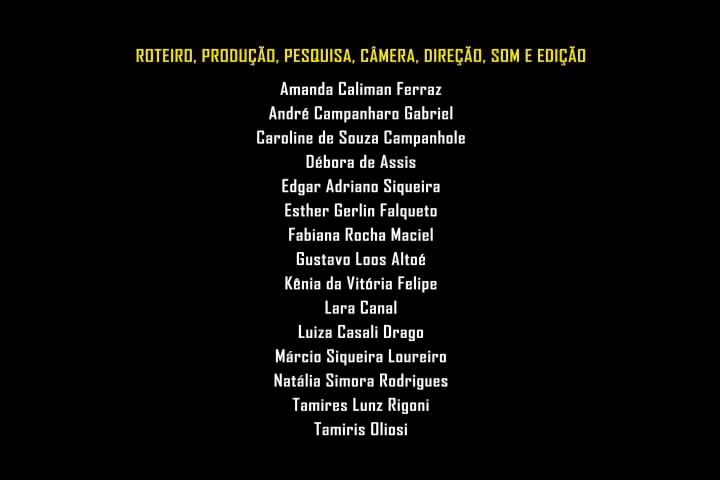 ROTEIRO, PRODUÇÃO, PESQUISA, CÂMERA, DIREÇÃO, SOM E EDIÇÃO
Amanda Caliman Ferraz
André Campanharo Gabriel
Caroline de Souza Campanhole
Débora de Assis
Edgar Adriano Siqueira
Esther Gerlin Falqueto
Fabiana Rocha Maciel
Gustavo Loos Altoé
Kênia da Vitória Felipe
Lara Canal
Luiza Casali Drago
Márcio Siqueira Loureiro
Natália Simora Rodrigues
Tamires Lunz Rigoni
Tamiris Oliosi